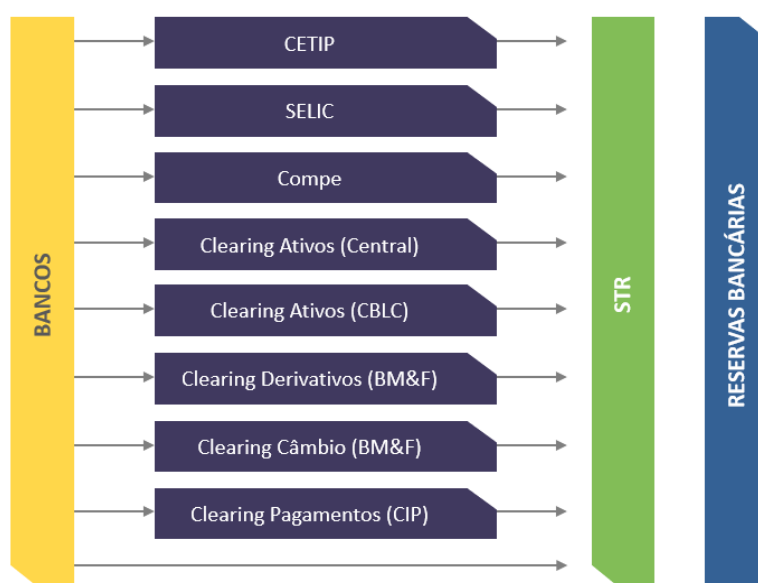 BANCOS
CETIP
SELIC
Compe
Clearing Ativos (Central)
Clearing Ativos (CBLC)
Clearing Derivativos (BM&F)
Clearing Câmbio (BM&F)
Clearing Pagamentos (CIP)
STR
RESERVAS BANCÁRIAS